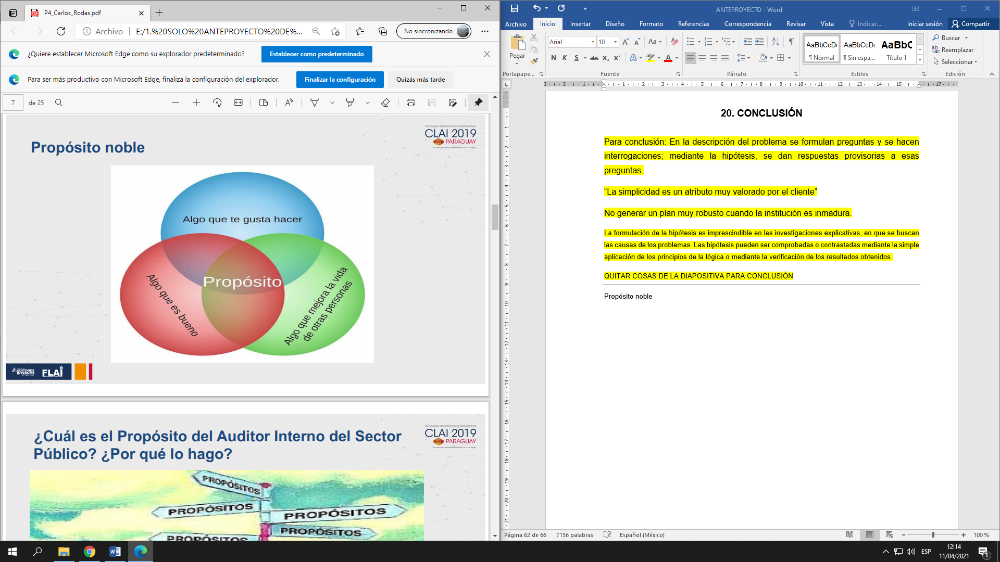 P4_Carlos_Rodas.pdf
Archivo
E:/1.%20SOLO%20ANTEPROYECTO%20DE%...
No sincronizando
¿Quiere establecer Microsoft Edge como su explorador predeterminado?
Establecer como predeterminado
Para ser más productivo con Microsoft Edge, finaliza la configuración del explorador.
Finalizar la configuración
Quizás más tarde
7
de 25
CLAI 2019
PARAGUAY
Propósito noble
Algo que te gusta hacer
Propósito
Algo que es bueno
Algo que mejora la vida
de otras personas
AUDITORES
INTERNOS
FLAI
CLAI 2019
PARAGUAY
¿Cuál es el Propósito del Auditor Interno del Sector
Público? ¿Por qué lo hago?
PROPÓSITOS
PROPÓSITOS
PROPÓSITOS
PROPÓSITOS
PROPÓSITOS
ANTEPROYECTO - Word
Archivo
Inicio
Insertar
Diseño
Formato
Referencias
Correspondencia
Revisar
Vista
Indicar...
Iniciar sesión
Compartir
Pegar
Portapape...
Arial
10
Aa
N K S abc x₂ x²
Fuente
Párrafo
AaBbCcDc
AaBbCcDc
AaBbC
¶ Normal
¶ Sin espa...
Título 1
Estilos
Buscar
Reemplazar
Seleccionar
Edición
20. CONCLUSIÓN
Para conclusión: En la descripción del problema se formulan preguntas y se hacen
interrogaciones; mediante la hipótesis, se dan respuestas provisorias a esas
preguntas.
“La simplicidad es un atributo muy valorado por el cliente”
No generar un plan muy robusto cuando la institución es inmadura.
La formulación de la hipótesis es imprescindible en las investigaciones explicativas, en que se buscan
las causas de los problemas. Las hipótesis pueden ser comprobadas o contrastadas mediante la simple
aplicación de los principios de la lógica o mediante la verificación de los resultados obtenidos.
QUITAR COSAS DE LA DIAPOSITIVA PARA CONCLUSIÓN
Propósito noble
Página 62 de 66
7156 palabras
Español (México)
100 %
ESP
12:14
11/04/2021
1